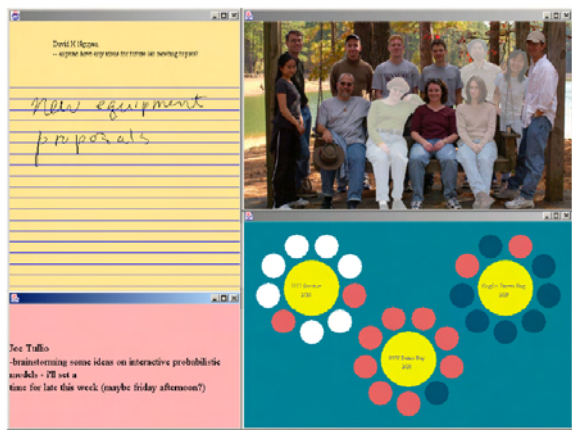 David H Nguyen
-- anyone have any ideas for future lab meeting topics?
New equipment
proposals
Joe Tullio
-brainstorming some ideas on interactive probabilistic
models - i'll set a
time for late this week (maybe friday afternoon?)